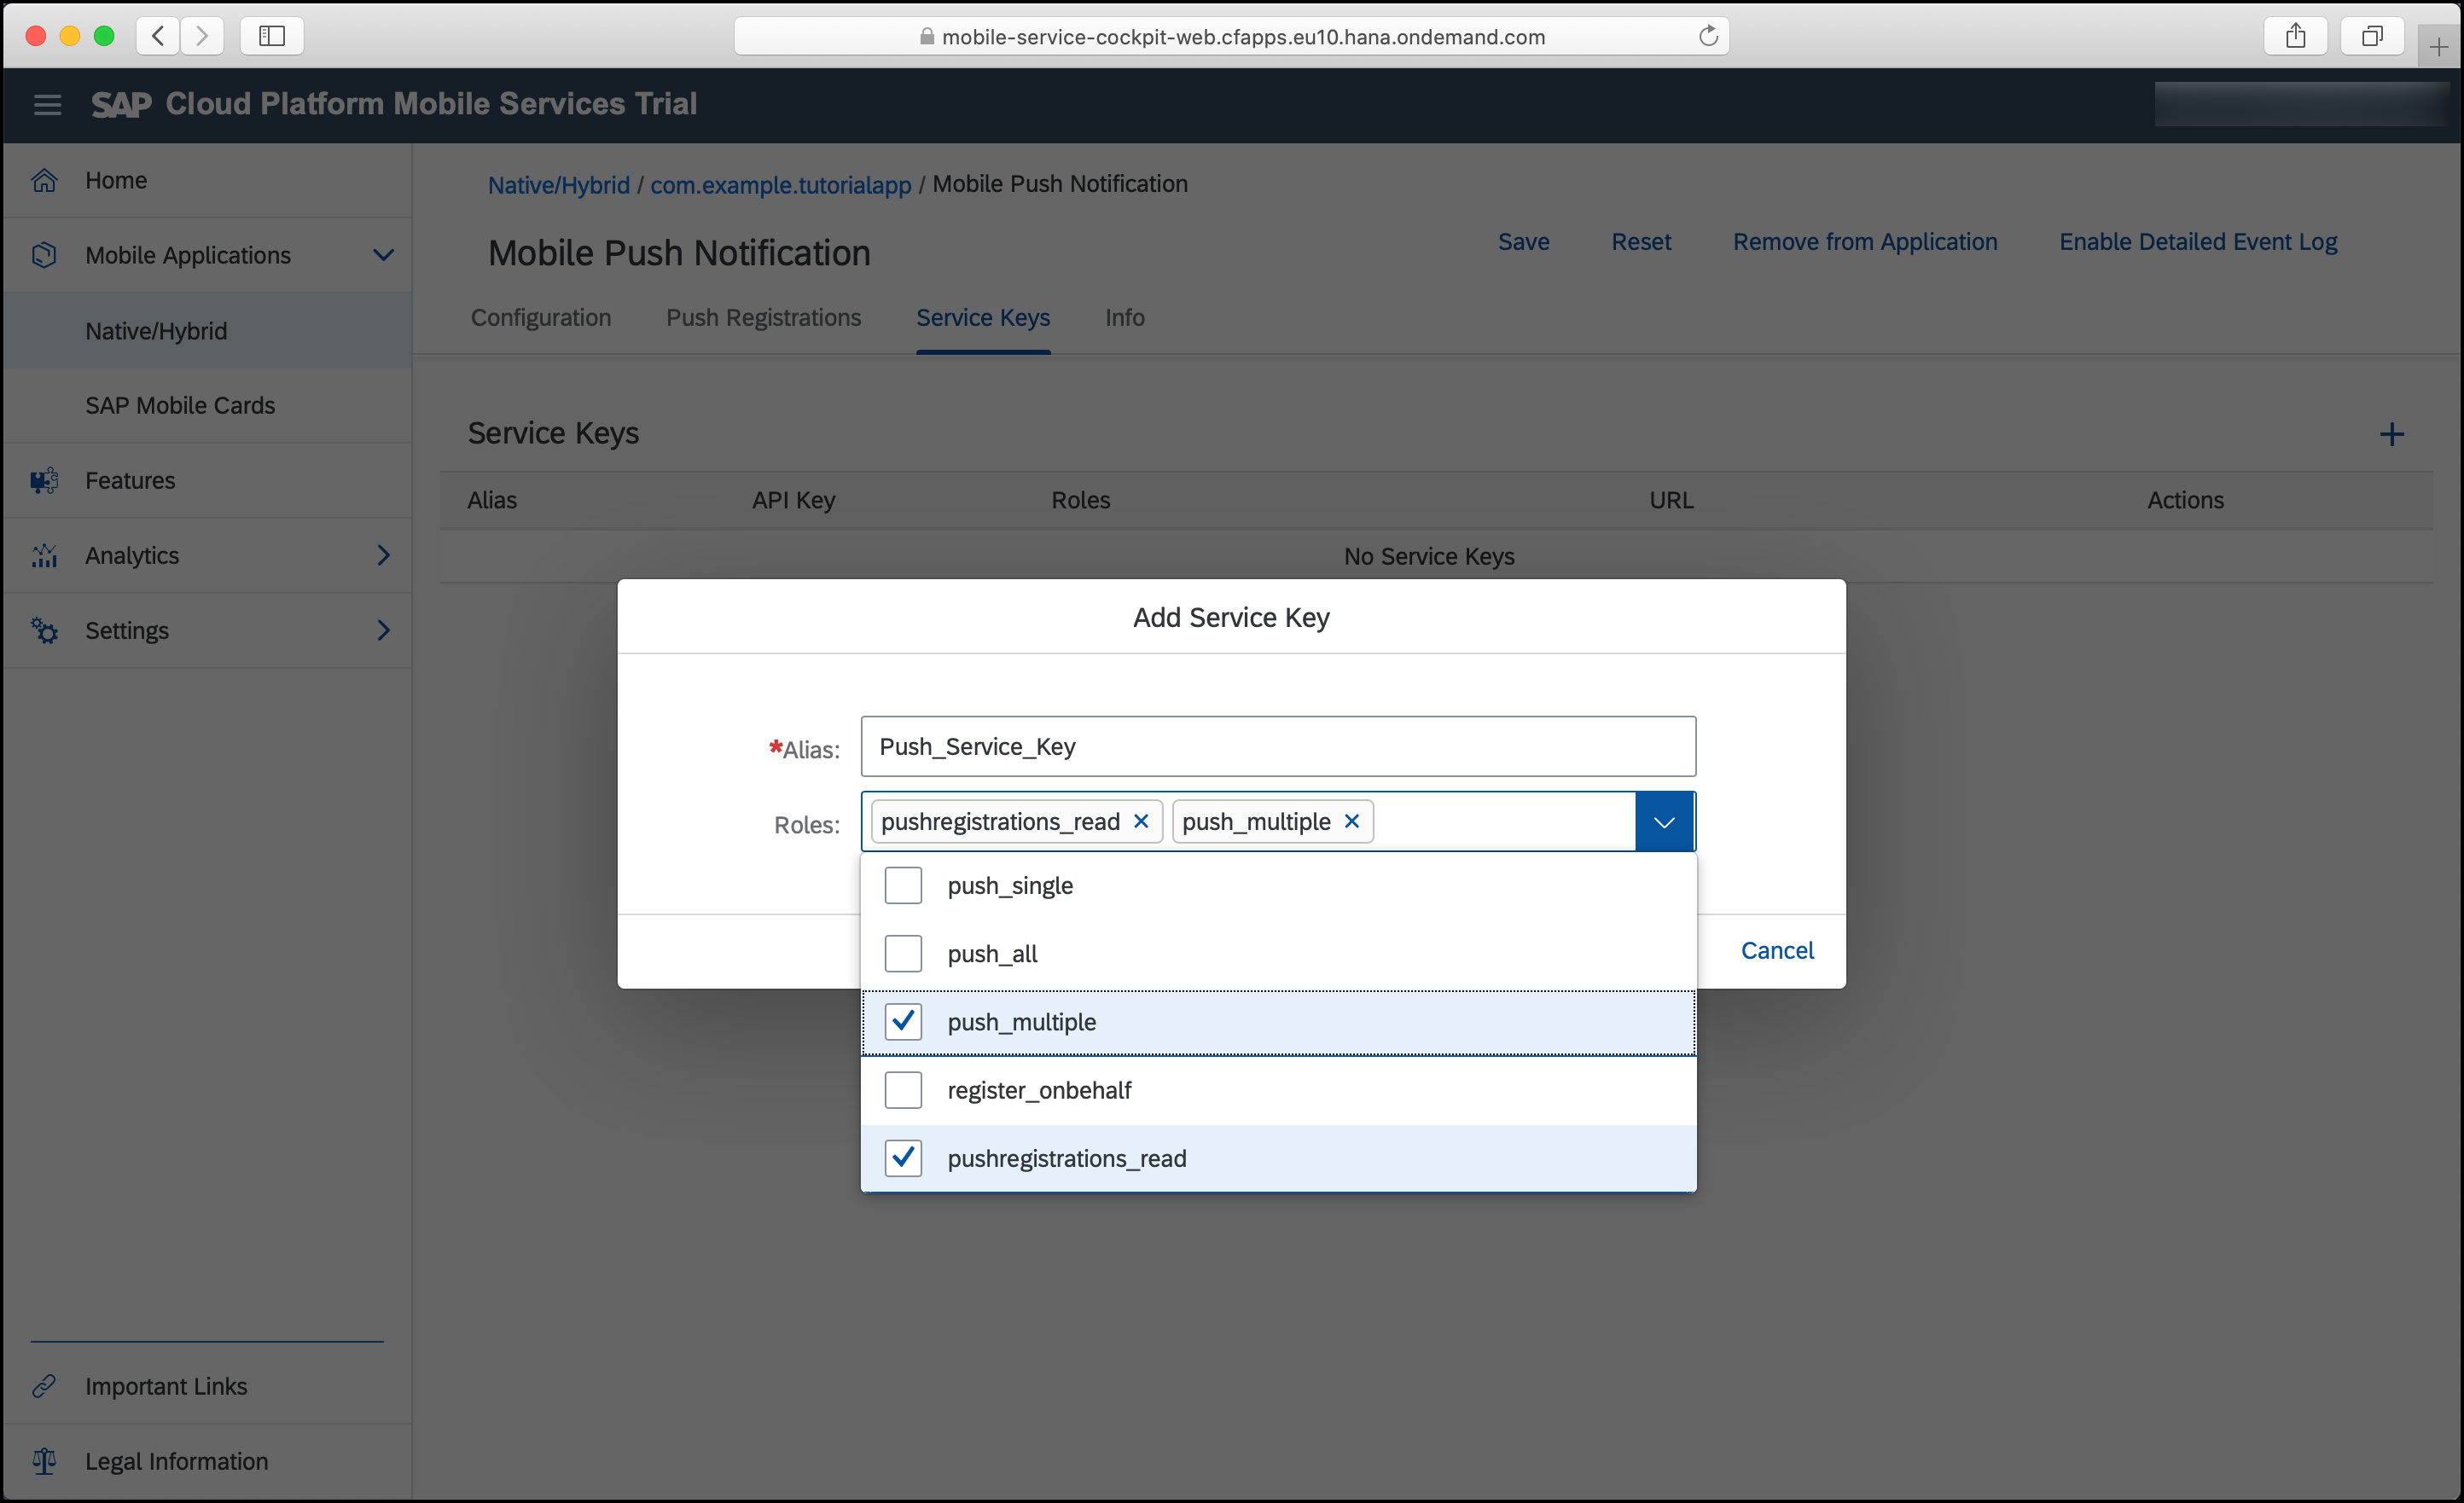 mobile-service-cockpit-web.cfapps.eu10.hana.ondemand.com
SAP Cloud Platform Mobile Services Trial
Home
Mobile Applications
Native/Hybrid
SAP Mobile Cards
Features
Analytics
Settings
Important Links
Legal Information
Native/Hybrid / com.example.tutorialapp / Mobile Push Notification
Mobile Push Notification
Save Reset Remove from Application Enable Detailed Event Log
Configuration Push Registrations Service Keys Info
Service Keys
Alias API Key Roles URL Actions
No Service Keys
Add Service Key
*Alias: Push_Service_Key
Roles: pushregistrations_read push_multiple
push_single
push_all
push_multiple
register_onbehalf
pushregistrations_read
Cancel